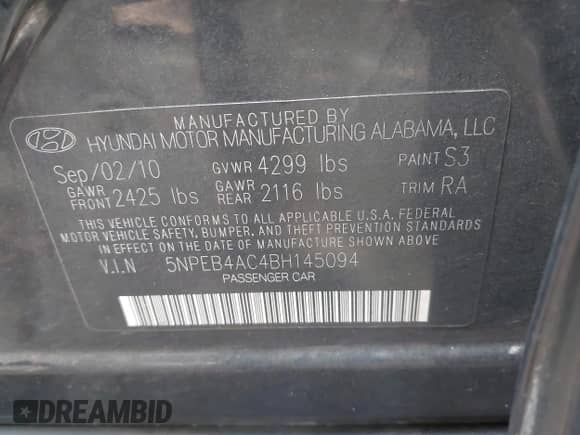 MANUFACTURED BY
HYUNDAI MOTOR MANUFACTURING ALABAMA, LLC
Sep/02/10 GVWR 4299 lbs PAINT S3
GAWR FRONT 2425 lbs GAWR REAR 2116 lbs TRIM RA
THIS VEHICLE CONFORMS TO ALL APPLICABLE U.S.A. FEDERAL
MOTOR VEHICLE SAFETY, BUMPER, AND THEFT PREVENTION STANDARDS
IN EFFECT ON THE DATE OF MANUFACTURE SHOWN ABOVE.
V.I.N 5NPEB4AC4BH145094
PASSENGER CAR
DREAMBID